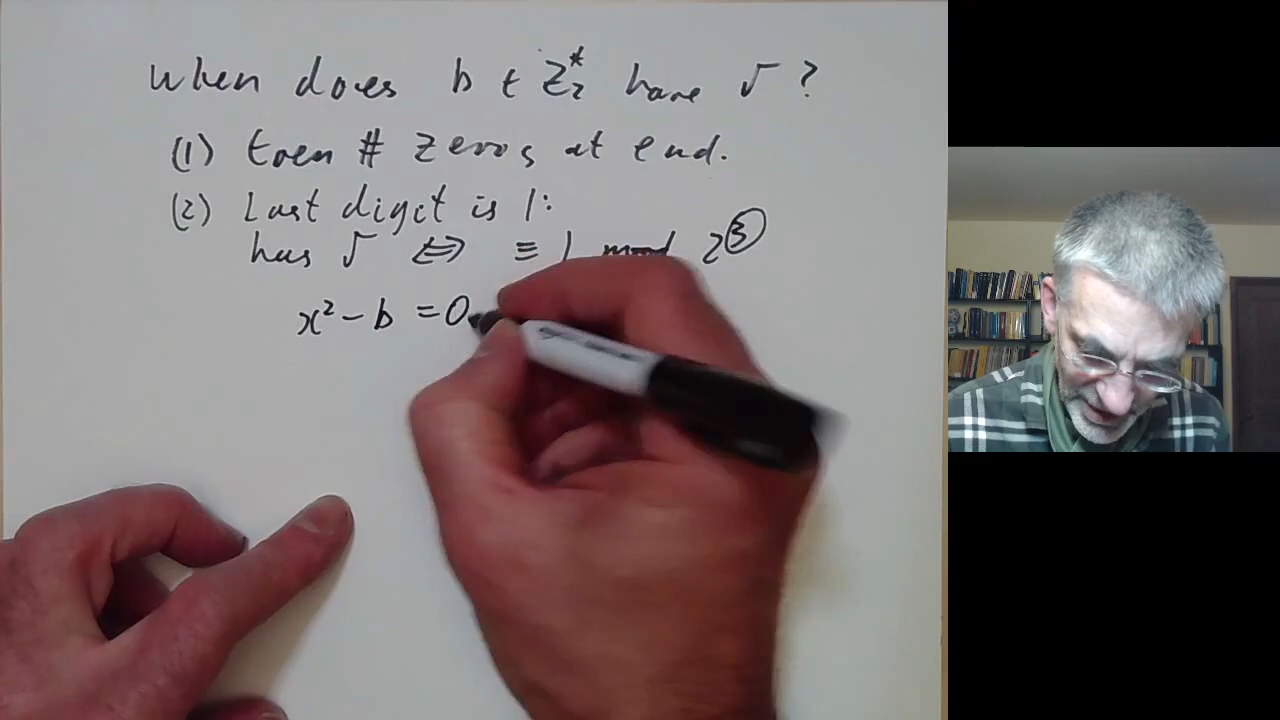 When does b ∈ Z₂* have √ ?
(1) Even # zeros at end.
(2) Last digit is 1:
has √ ⇔ ≡ 1 mod 2³
x² − b = 0